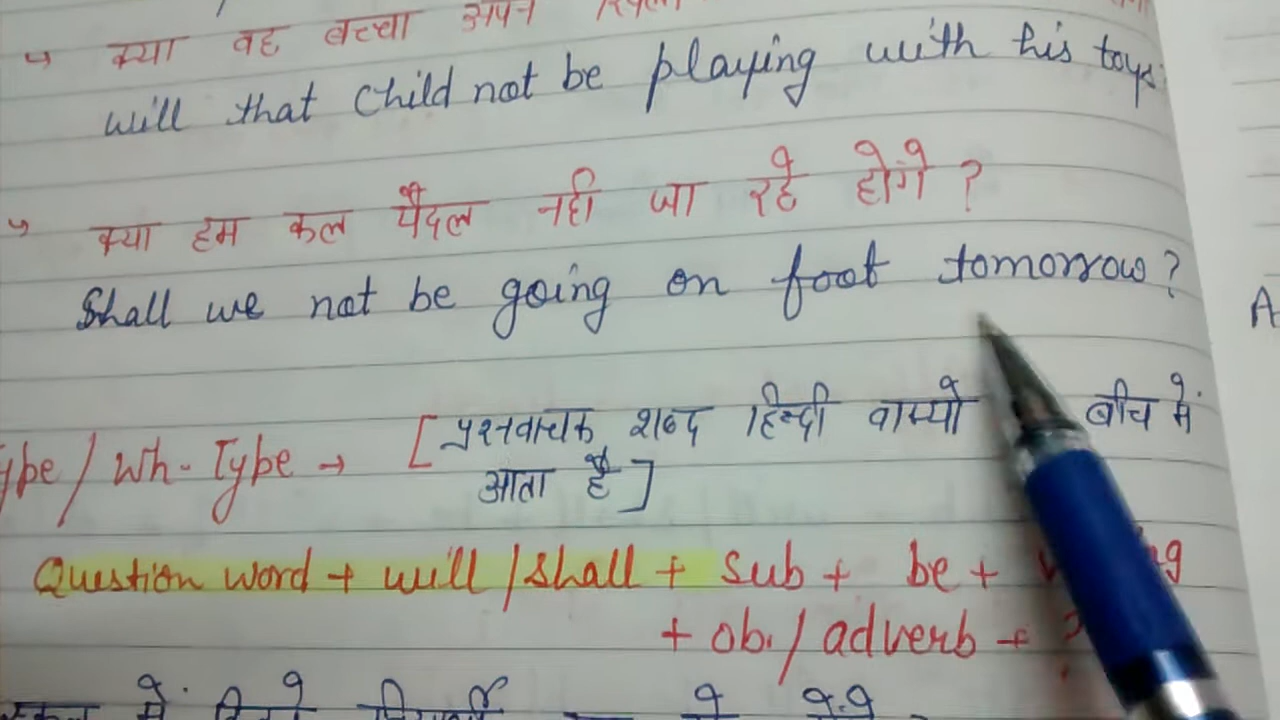 क्या वह बच्चा अपने
will that child not be playing with his toys
क्या हम कल पैदल नही जा रहे होगें ?
Shall we not be going on foot tomorrow?
A
ype / Wh-Type → [प्रश्नवाचक शब्द हिन्दी वाक्यो बीच में
आता है]
Question word + will / shall + sub + be +
+ ob. / adverb + ?